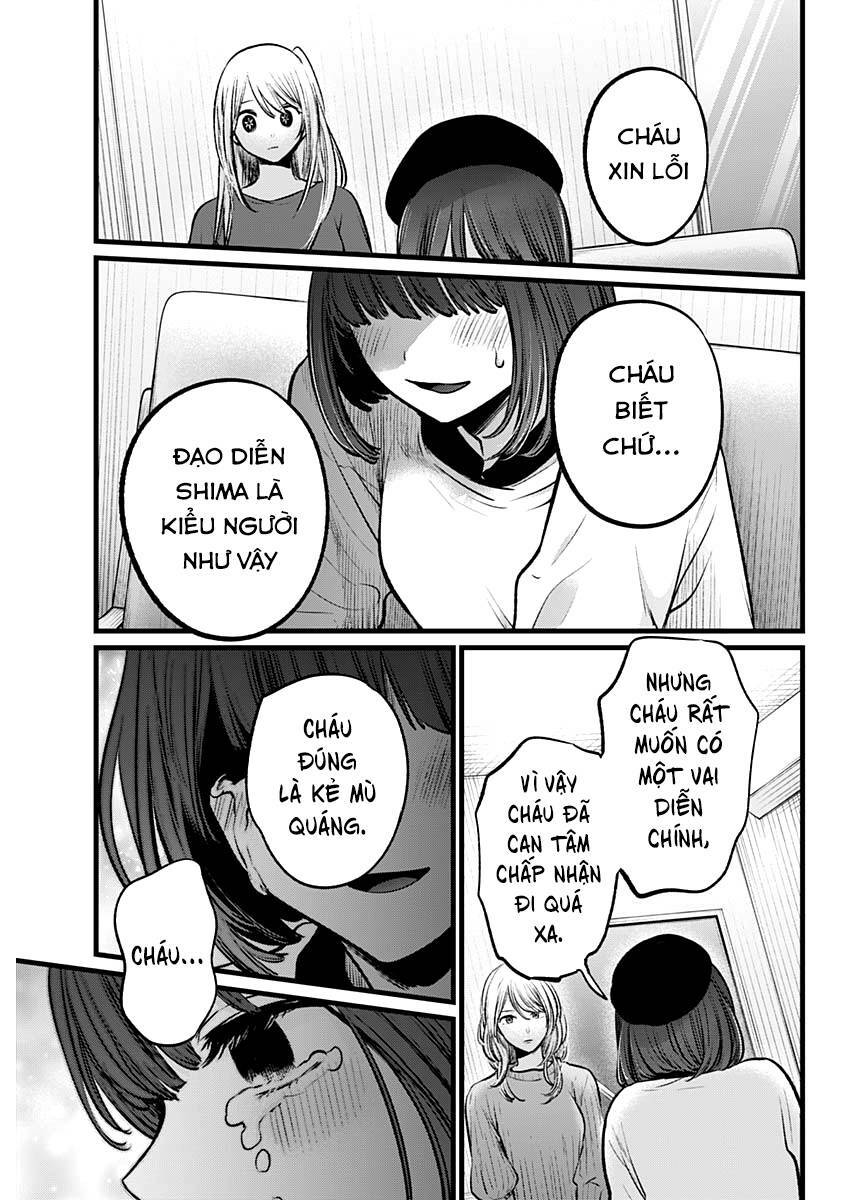 CHÁU
XIN LỖI
CHÁU
BIẾT
CHỨ...
ĐẠO DIỄN
SHIMA LÀ
KIỂU NGƯỜI
NHƯ VẬY
NHƯNG
CHÁU RẤT
MUỐN CÓ
MỘT VAI
DIỄN
CHÍNH,
VÌ VẬY
CHÁU ĐÃ
CAN TÂM
CHẤP NHẬN
ĐI QUÁ
XA.
CHÁU
ĐÚNG
LÀ KẺ MÙ
QUÁNG.
CHÁU...